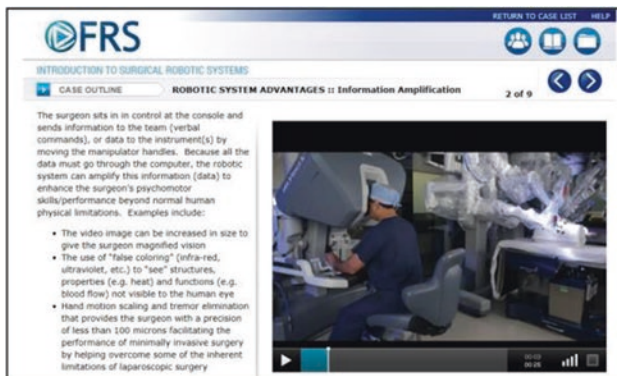 RETURN TO CASE LIST HELP
FRS
INTRODUCTION TO SURGICAL ROBOTIC SYSTEMS
CASE OUTLINE ROBOTIC SYSTEM ADVANTAGES :: Information Amplification 2 of 9
The surgeon sits in in control at the console and
sends information to the team (verbal
commands), or data to the instrument(s) by
moving the manipulator handles. Because all the
data must go through the computer, the robotic
system can amplify this information (data) to
enhance the surgeon's psychomotor
skills/performance beyond normal human
physical limitations. Examples include:
• The video image can be increased in size to
give the surgeon magnified vision
• The use of "false coloring" (infra-red,
ultraviolet, etc.) to "see" structures,
properties (e.g. heat) and functions (e.g.
blood flow) not visible to the human eye
• Hand motion scaling and tremor elimination
that provides the surgeon with a precision
of less than 100 microns facilitating the
performance of minimally invasive surgery
by helping overcome some of the inherent
limitations of laparoscopic surgery
00:03
00:26